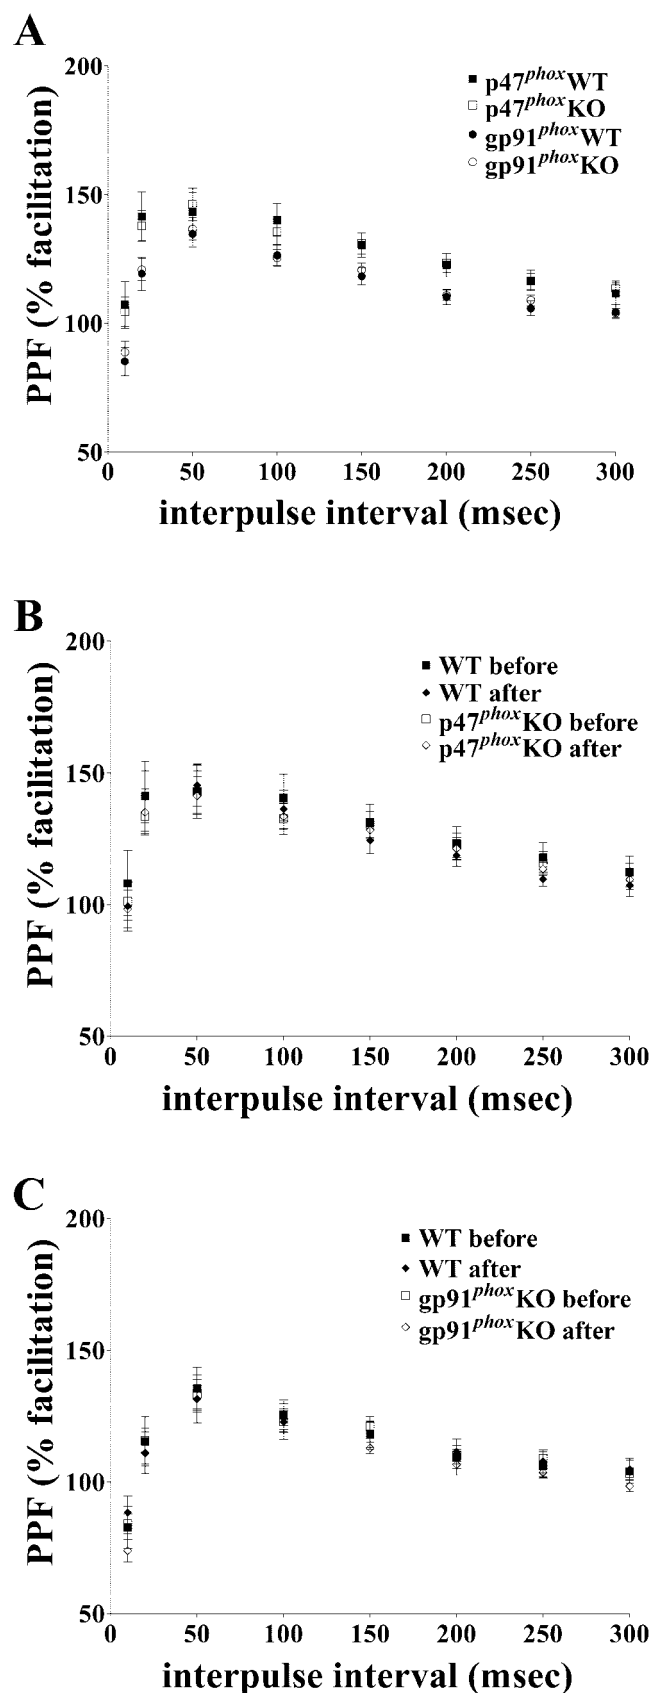 A
200
150
100
50
PPF (% facilitation)
p47phoxWT
p47phoxKO
gp91phoxWT
gp91phoxKO
0 50 100 150 200 250 300
interpulse interval (msec)
B
200
150
100
50
PPF (% facilitation)
WT before
WT after
p47phoxKO before
p47phoxKO after
0 50 100 150 200 250 300
interpulse interval (msec)
C
200
150
100
50
PPF (% facilitation)
WT before
WT after
gp91phoxKO before
gp91phoxKO after
0 50 100 150 200 250 300
interpulse interval (msec)